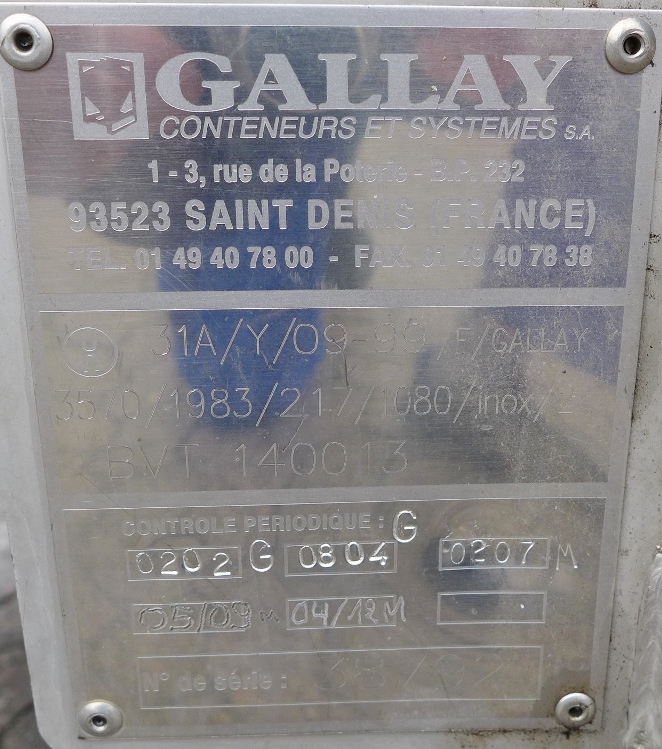 GALLAY
CONTENEURS ET SYSTEMES S.A.
1 - 3, rue de la Poterie - B.P. 232
93523 SAINT DENIS (FRANCE)
TEL. 01 49 40 78 00 - FAX. 01 49 40 78 38
31A/Y/09-99/F/GALLAY
3570/1983/217/1080/inox/2
BVT 140013
CONTROLE PERIODIQUE : G
0202 G 0804 0207 M
05/09 M 04/12M
N° de série :